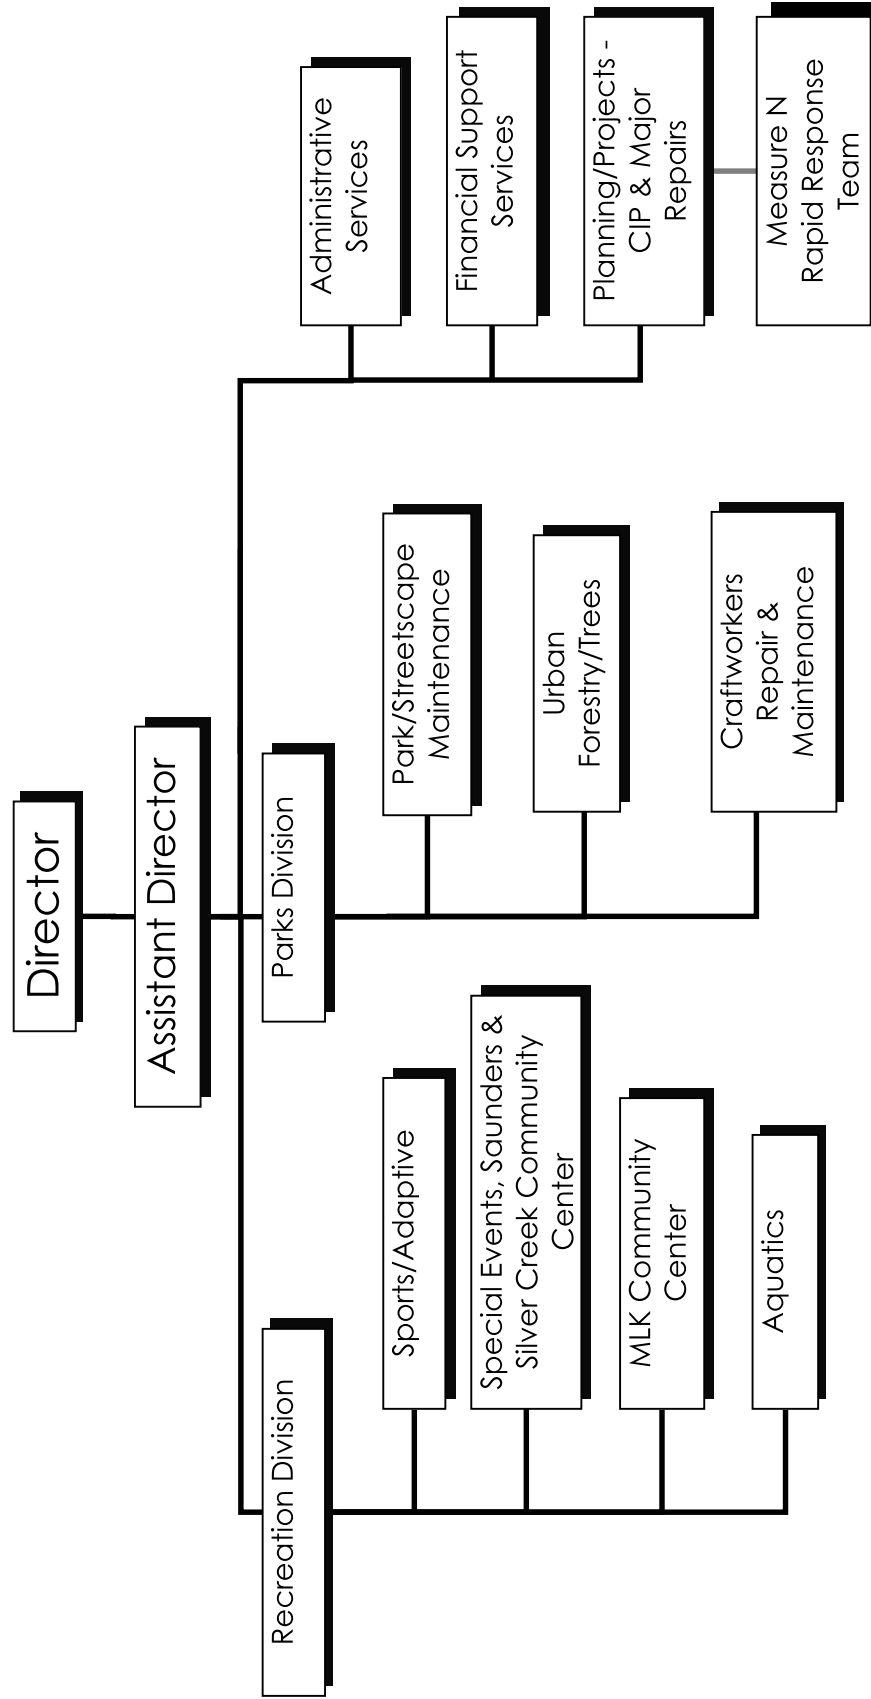 Director
Assistant Director
Recreation Division
Sports/Adaptive
Special Events, Saunders &
Silver Creek Community
Center
MLK Community
Center
Aquatics
Parks Division
Park/Streetscape
Maintenance
Urban
Forestry/Trees
Craftworkers
Repair &
Maintenance
Administrative
Services
Financial Support
Services
Planning/Projects -
CIP & Major
Repairs
Measure N
Rapid Response
Team